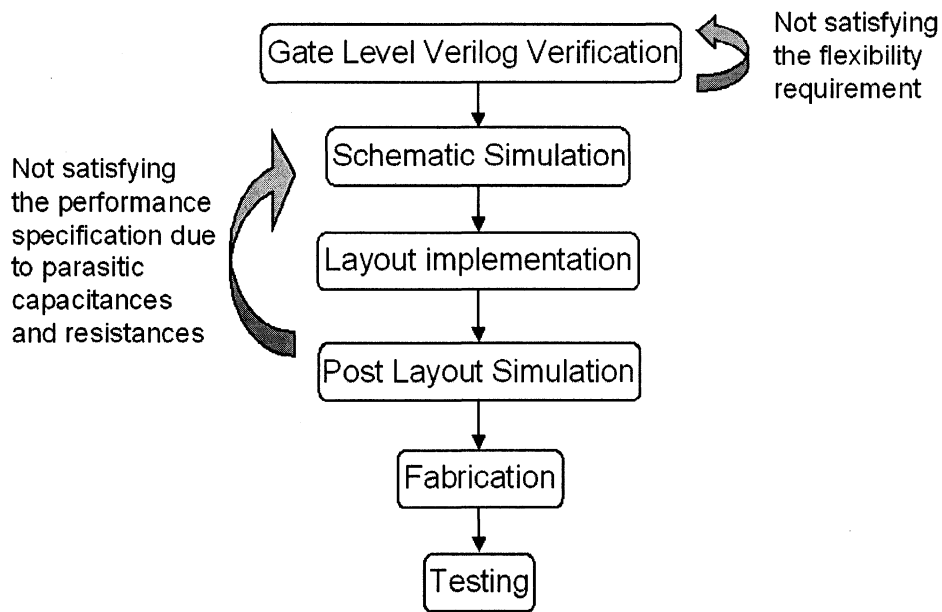 Gate Level Verilog Verification
Not satisfying
the flexibility
requirement
Schematic Simulation
Not satisfying
the performance
specification due
to parasitic
capacitances
and resistances
Layout implementation
Post Layout Simulation
Fabrication
Testing